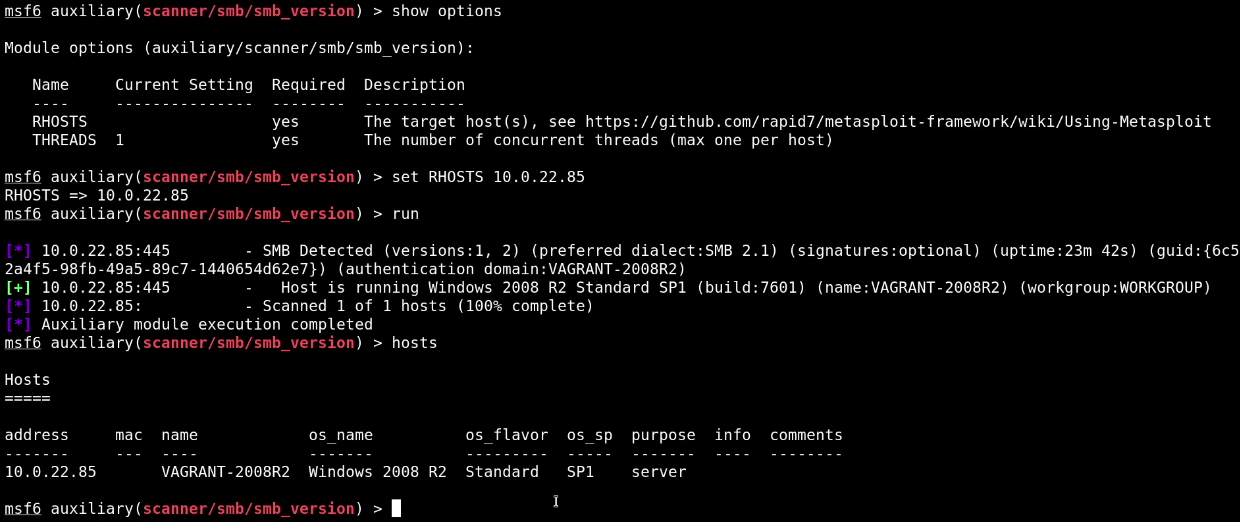 msf6 auxiliary(scanner/smb/smb_version) > show options
Module options (auxiliary/scanner/smb/smb_version):
   Name     Current Setting  Required  Description
   ----     ---------------  --------  -----------
   RHOSTS                    yes       The target host(s), see https://github.com/rapid7/metasploit-framework/wiki/Using-Metasploit
   THREADS  1                yes       The number of concurrent threads (max one per host)
msf6 auxiliary(scanner/smb/smb_version) > set RHOSTS 10.0.22.85
RHOSTS => 10.0.22.85
msf6 auxiliary(scanner/smb/smb_version) > run
[*] 10.0.22.85:445        - SMB Detected (versions:1, 2) (preferred dialect:SMB 2.1) (signatures:optional) (uptime:23m 42s) (guid:{6c5
2a4f5-98fb-49a5-89c7-1440654d62e7}) (authentication domain:VAGRANT-2008R2)
[+] 10.0.22.85:445        -   Host is running Windows 2008 R2 Standard SP1 (build:7601) (name:VAGRANT-2008R2) (workgroup:WORKGROUP)
[*] 10.0.22.85:           - Scanned 1 of 1 hosts (100% complete)
[*] Auxiliary module execution completed
msf6 auxiliary(scanner/smb/smb_version) > hosts
Hosts
=====
address     mac  name            os_name          os_flavor  os_sp  purpose  info  comments
-------     ---  ----            -------          ---------  -----  -------  ----  --------
10.0.22.85       VAGRANT-2008R2  Windows 2008 R2  Standard   SP1    server
msf6 auxiliary(scanner/smb/smb_version) >